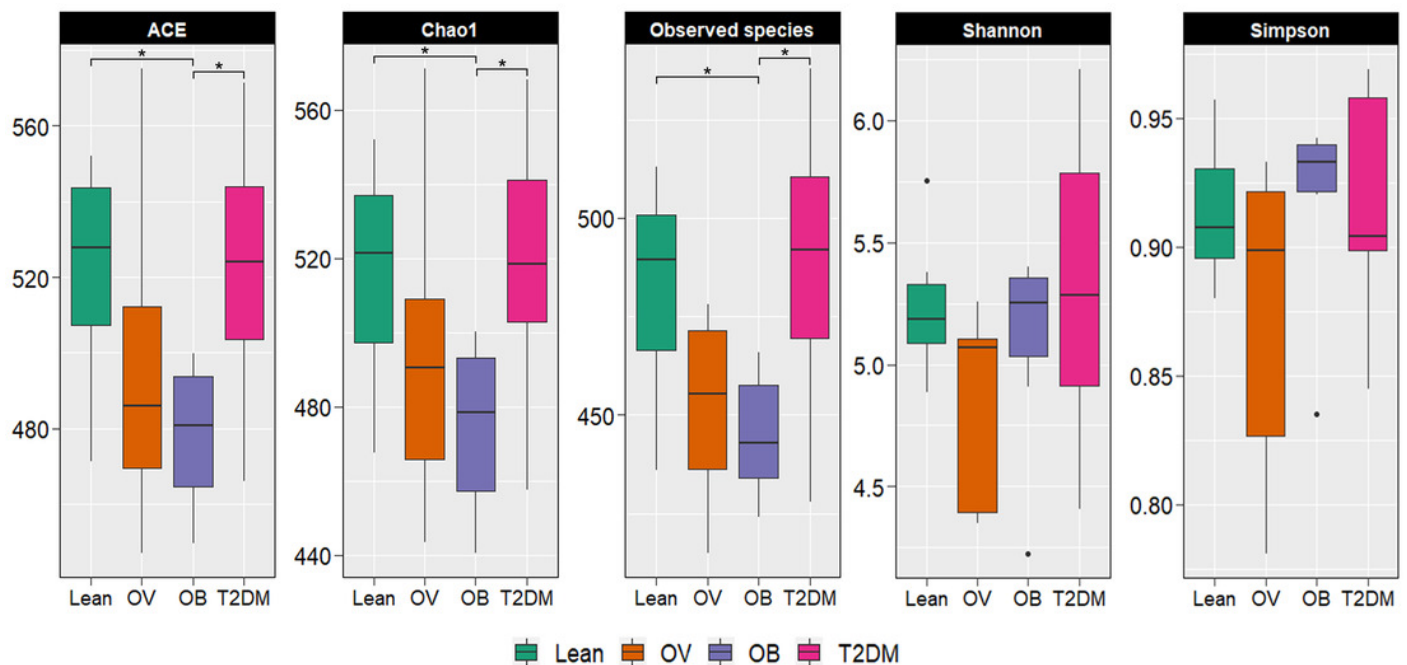 ACE Chao1 Observed species Shannon Simpson
* * * * * *
560 520 480
560 520 480 440
500 450
6.0 5.5 5.0 4.5
0.95 0.90 0.85 0.80
Lean OV OB T2DM Lean OV OB T2DM Lean OV OB T2DM Lean OV OB T2DM Lean OV OB T2DM
Lean OV OB T2DM